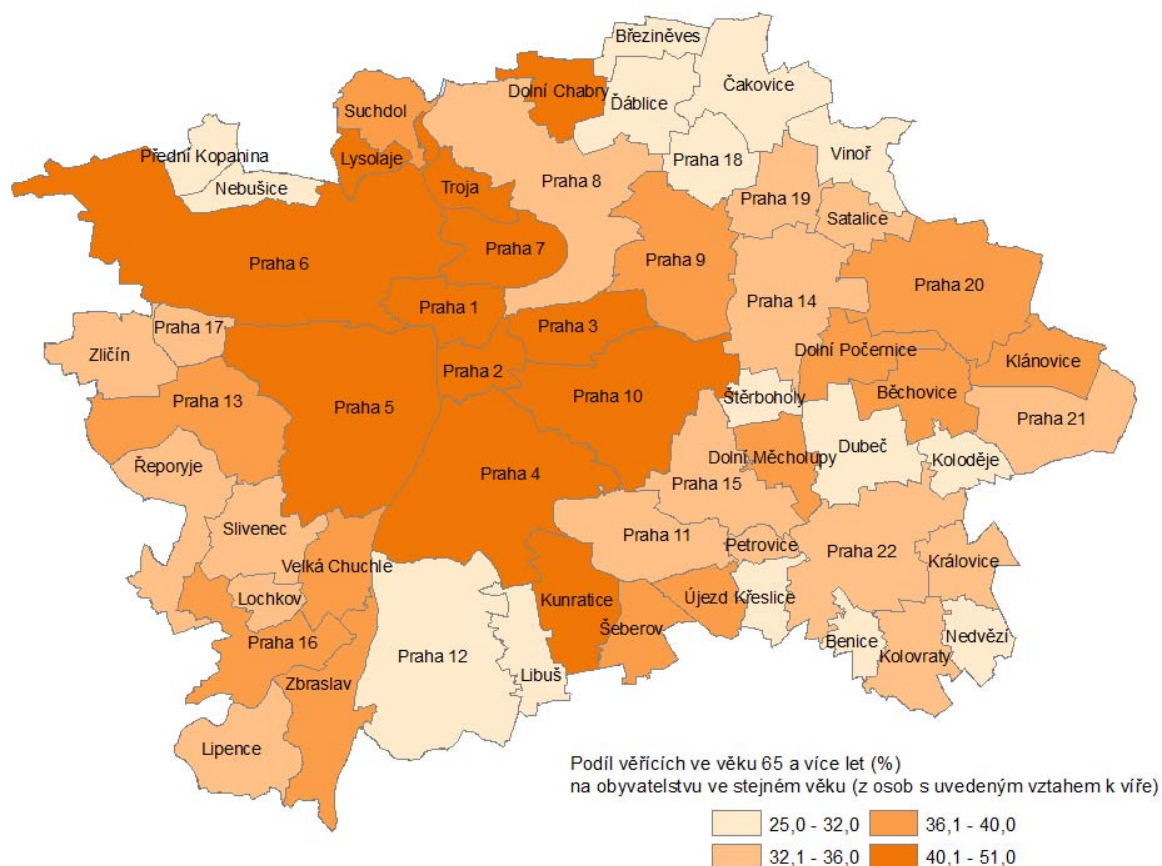 Březiněves
Dolní Chabry
Ďáblice
Čakovice
Suchdol
Přední Kopanina
Lysolaje
Praha 18
Vinoř
Nebušice
Troja
Praha 8
Praha 19
Satalice
Praha 7
Praha 6
Praha 9
Praha 20
Praha 1
Praha 14
Praha 17
Praha 3
Zličín
Dolní Počernice
Klánovice
Praha 2
Praha 10
Štěrboholy
Běchovice
Praha 13
Praha 5
Praha 21
Dubeč
Dolní Měcholupy
Koloděje
Řeporyje
Praha 4
Praha 15
Slivenec
Praha 11
Petrovice
Praha 22
Královice
Velká Chuchle
Lochkov
Kunratice
Újezd
Křeslice
Šeberov
Praha 16
Benice
Nedvězí
Praha 12
Kolovraty
Libuš
Zbraslav
Lipence
Podíl věřících ve věku 65 a více let (%)
na obyvatelstvu ve stejném věku (z osob s uvedeným vztahem k víře)
25,0 - 32,0
36,1 - 40,0
32,1 - 36,0
40,1 - 51,0